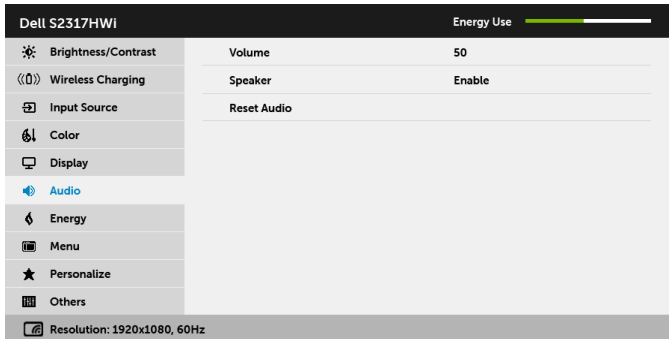 Dell S2317HWi Energy Use
Brightness/Contrast Volume 50
Wireless Charging Speaker Enable
Input Source Reset Audio
Color
Display
Audio
Energy
Menu
Personalize
Others
Resolution: 1920x1080, 60Hz